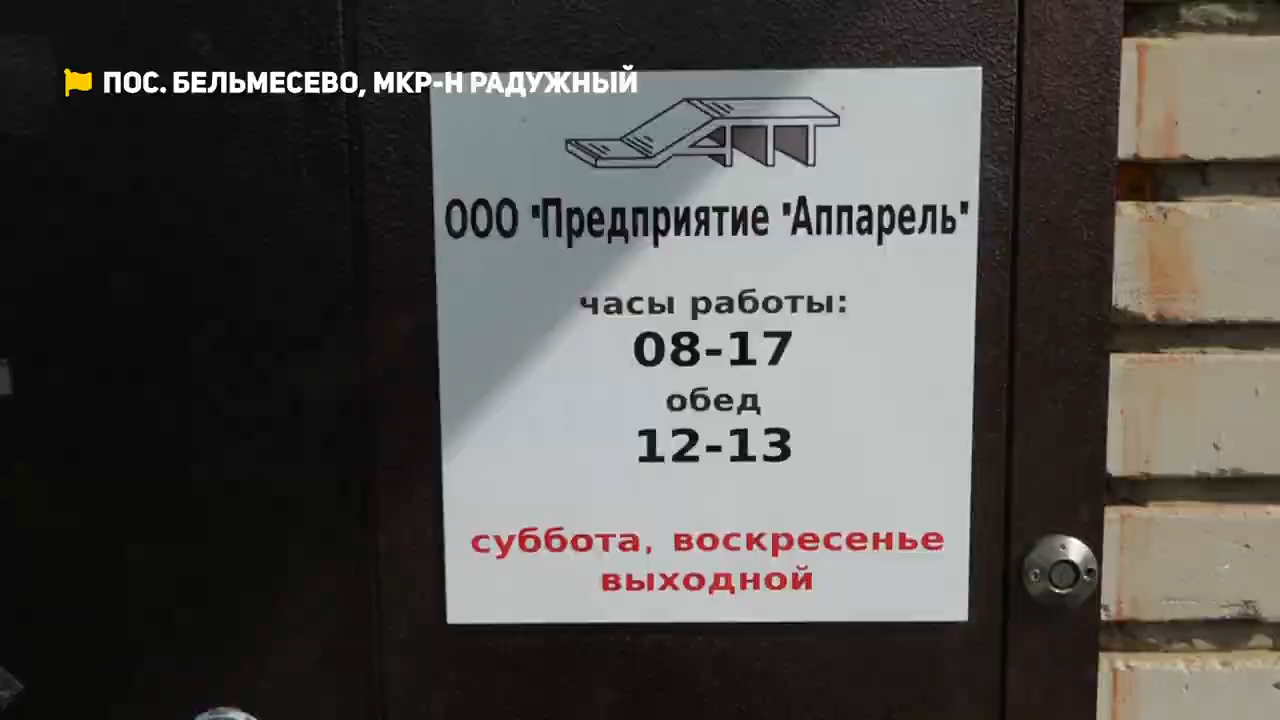 ПОС. БЕЛЬМЕСЕВО, МКР-Н РАДУЖНЫЙ
ООО "Предприятие "Аппарель"
часы работы:
08-17
обед
12-13
суббота, воскресенье
выходной